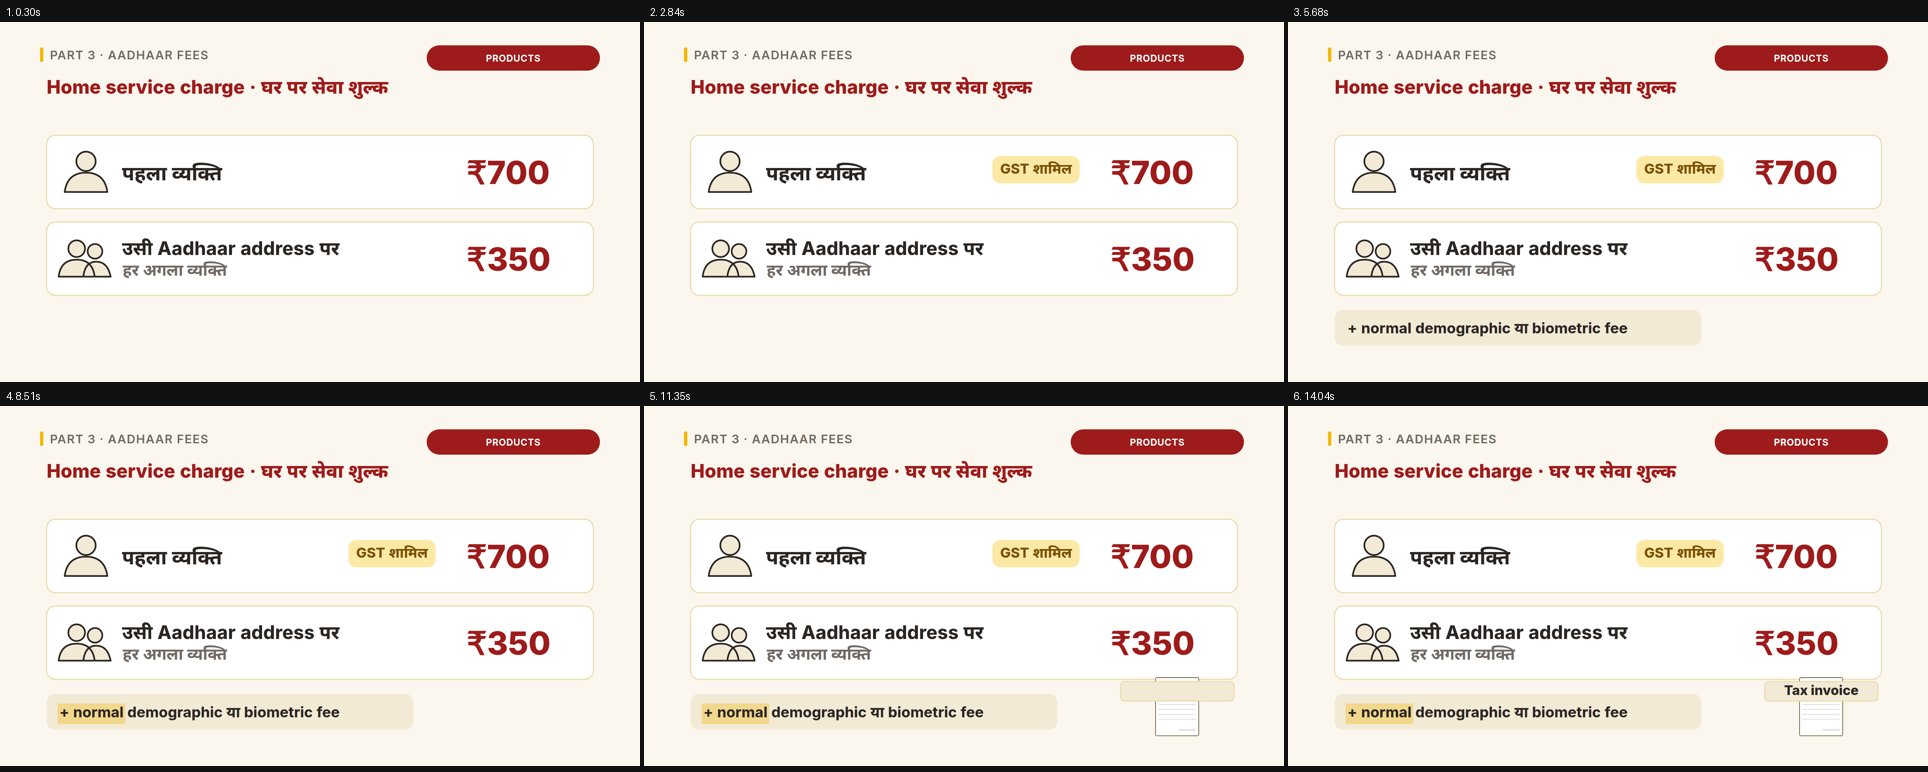 1. 0.30s
PART 3 · AADHAAR FEES
PRODUCTS
Home service charge · घर पर सेवा शुल्क
पहला व्यक्ति
₹700
उसी Aadhaar address पर
हर अगला व्यक्ति
₹350
2. 2.84s
PART 3 · AADHAAR FEES
PRODUCTS
Home service charge · घर पर सेवा शुल्क
पहला व्यक्ति
GST शामिल
₹700
उसी Aadhaar address पर
हर अगला व्यक्ति
₹350
3. 5.68s
PART 3 · AADHAAR FEES
PRODUCTS
Home service charge · घर पर सेवा शुल्क
पहला व्यक्ति
GST शामिल
₹700
उसी Aadhaar address पर
हर अगला व्यक्ति
₹350
+ normal demographic या biometric fee
4. 8.51s
PART 3 · AADHAAR FEES
PRODUCTS
Home service charge · घर पर सेवा शुल्क
पहला व्यक्ति
GST शामिल
₹700
उसी Aadhaar address पर
हर अगला व्यक्ति
₹350
+ normal demographic या biometric fee
5. 11.35s
PART 3 · AADHAAR FEES
PRODUCTS
Home service charge · घर पर सेवा शुल्क
पहला व्यक्ति
GST शामिल
₹700
उसी Aadhaar address पर
हर अगला व्यक्ति
₹350
+ normal demographic या biometric fee
6. 14.04s
PART 3 · AADHAAR FEES
PRODUCTS
Home service charge · घर पर सेवा शुल्क
पहला व्यक्ति
GST शामिल
₹700
उसी Aadhaar address पर
हर अगला व्यक्ति
₹350
Tax invoice
+ normal demographic या biometric fee